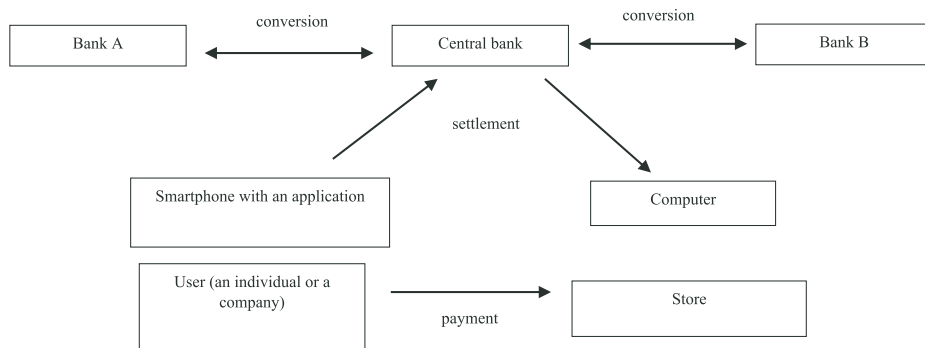 conversion
conversion
Bank A
Central bank
Bank B
settlement
Smartphone with an application
Computer
User (an individual or a
company)
Store
payment